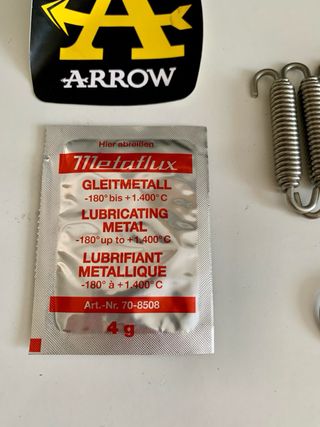 ARROW
Hier abreißen
Metaflux
GLEITMETALL
-180° bis +1.400°C
LUBRICATING
METAL
-180° up to +1.400°C
LUBRIFIANT
METALLIQUE
-180° à +1.400°C
Art.-Nr. 70-8508
4 g